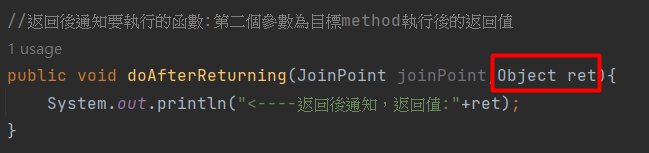 //返回後通知要執行的函數:第二個參數為目標method執行後的返回值
1 usage
public void doAfterReturning(JoinPoint joinPoint,Object ret){
System.out.println("<----返回後通知，返回值:"+ret);
}